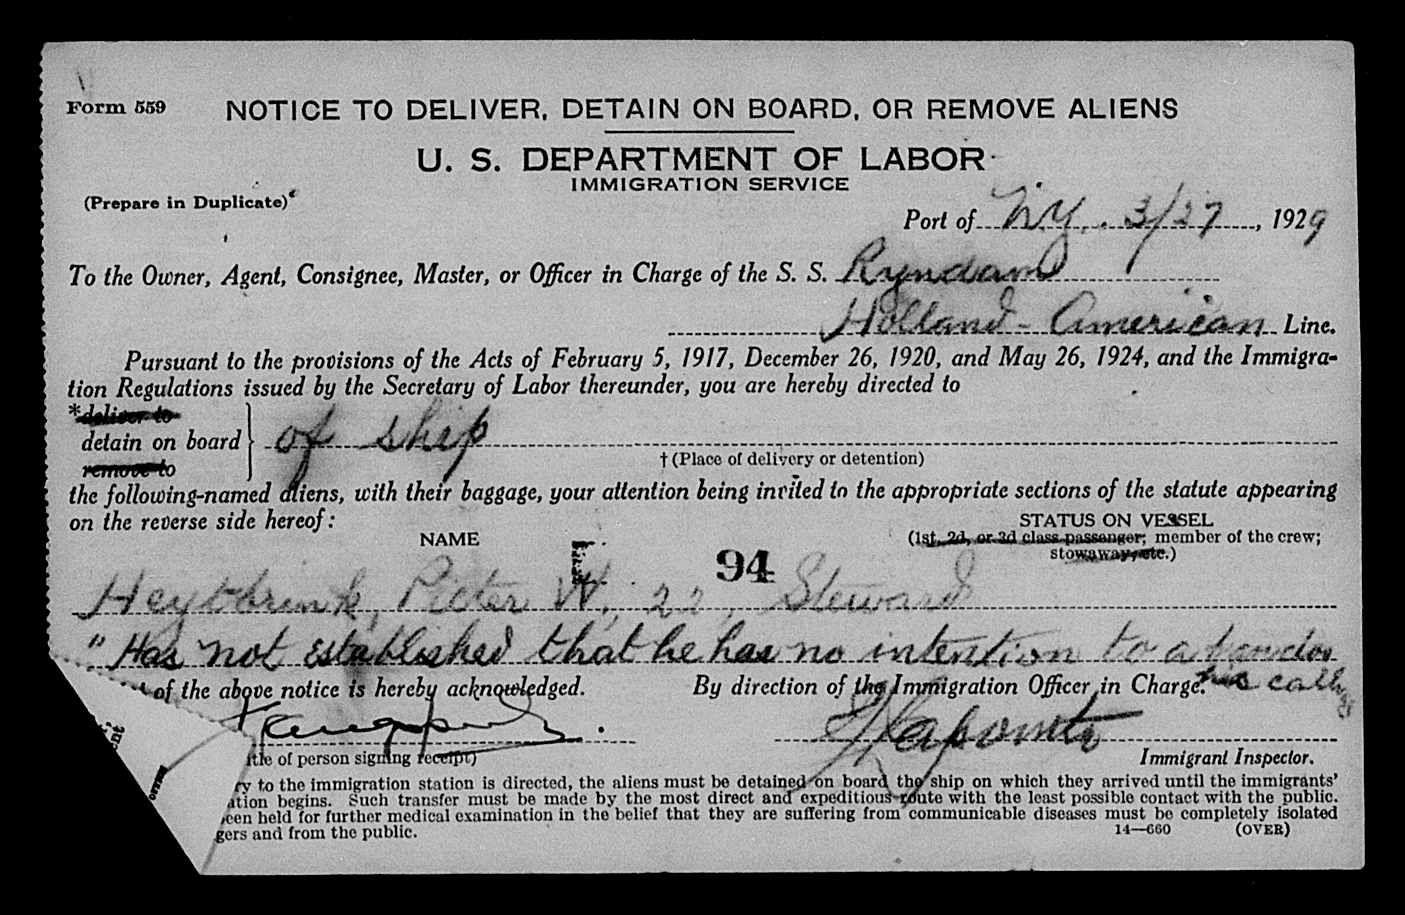 Form 559
NOTICE TO DELIVER, DETAIN ON BOARD, OR REMOVE ALIENS
U. S. DEPARTMENT OF LABOR
IMMIGRATION SERVICE
(Prepare in Duplicate)
Port of N.Y. 3/27, 1929
To the Owner, Agent, Consignee, Master, or Officer in Charge of the S. S. Ryndam
Holland-American Line.
Pursuant to the provisions of the Acts of February 5, 1917, December 26, 1920, and May 26, 1924, and the Immigra-
tion Regulations issued by the Secretary of Labor thereunder, you are hereby directed to
*deliver to
detain on board } of ship
remove to
†(Place of delivery or detention)
the following-named aliens, with their baggage, your attention being invited to the appropriate sections of the statute appearing
on the reverse side hereof:
NAME
STATUS ON VESSEL
(1st, 2d, or 3d class passenger; member of the crew;
stowaway, etc.)
94
Heybrink, Pieter W, 22, Steward
"Has not established that he has no intention to abandon
his calling
of the above notice is hereby acknowledged.
By direction of the Immigration Officer in Charge.
itle of person signing receipt)
Immigrant Inspector.
ry to the immigration station is directed, the aliens must be detained on board the ship on which they arrived until the immigrants'
ation begins. Such transfer must be made by the most direct and expeditious route with the least possible contact with the public.
een held for further medical examination in the belief that they are suffering from communicable diseases must be completely isolated
gers and from the public.
14—660
(OVER)